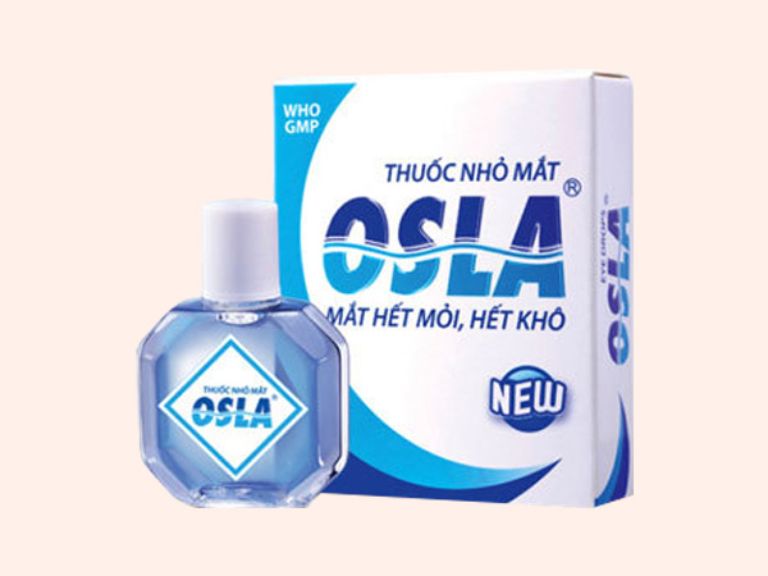 WHO
GMP
THUỐC NHỎ MẮT
OSLA®
MẮT HẾT MỎI, HẾT KHÔ
NEW
EYE DROPS ®
OSLA
THUỐC NHỎ MẮT
OSLA®